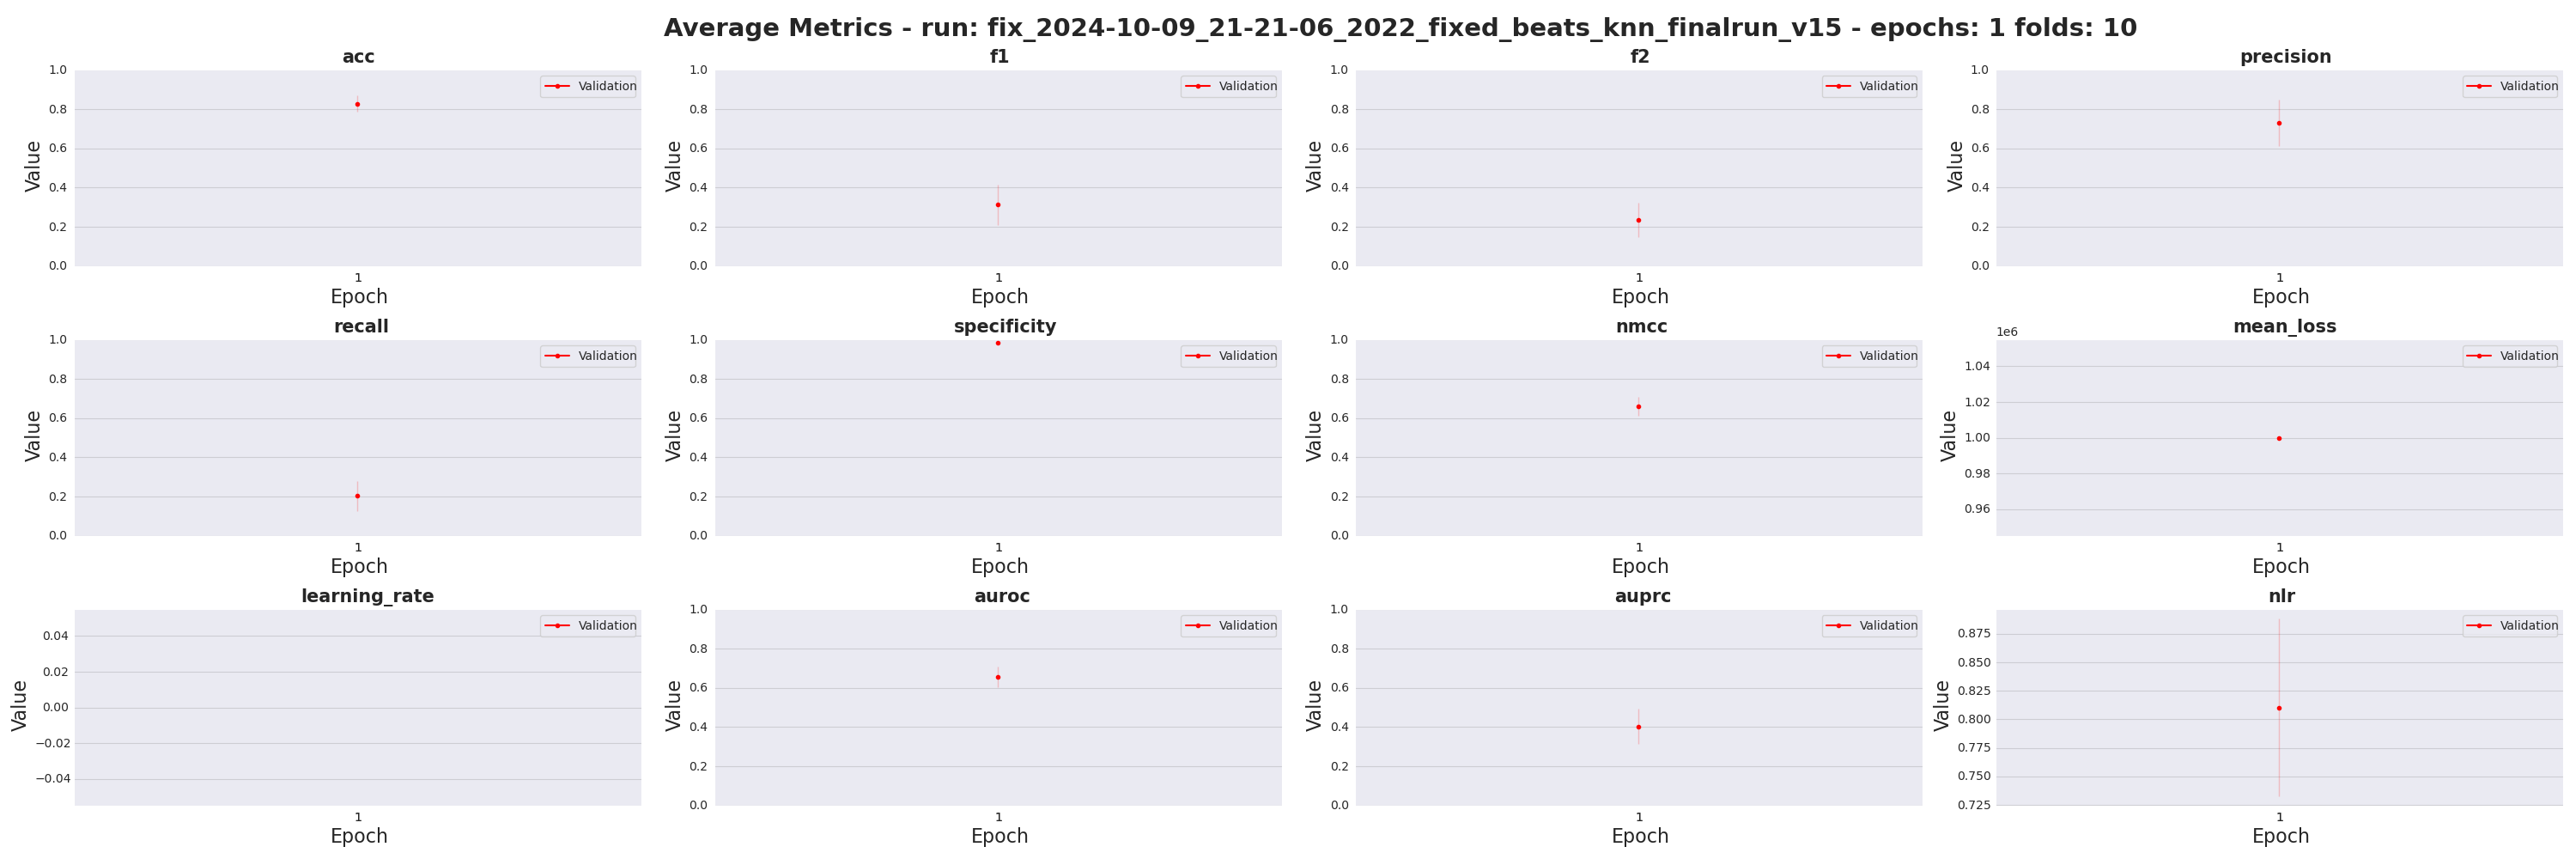 Average Metrics - run: fix_2024-10-09_21-21-06_2022_fixed_beats_knn_finalrun_v15 - epochs: 1 folds: 10
acc
1.0
0.8
0.6
0.4
0.2
0.0
Value
Validation
1
Epoch
f1
1.0
0.8
0.6
0.4
0.2
0.0
Value
Validation
1
Epoch
f2
1.0
0.8
0.6
0.4
0.2
0.0
Value
Validation
1
Epoch
precision
1.0
0.8
0.6
0.4
0.2
0.0
Value
Validation
1
Epoch
recall
1.0
0.8
0.6
0.4
0.2
0.0
Value
Validation
1
Epoch
specificity
1.0
0.8
0.6
0.4
0.2
0.0
Value
Validation
1
Epoch
nmcc
1.0
0.8
0.6
0.4
0.2
0.0
Value
Validation
1
Epoch
mean_loss
1e6
1.04
1.02
1.00
0.98
0.96
Value
Validation
1
Epoch
learning_rate
0.04
0.02
0.00
−0.02
−0.04
Value
Validation
1
Epoch
auroc
1.0
0.8
0.6
0.4
0.2
0.0
Value
Validation
1
Epoch
auprc
1.0
0.8
0.6
0.4
0.2
0.0
Value
Validation
1
Epoch
nlr
0.875
0.850
0.825
0.800
0.775
0.750
0.725
Value
Validation
1
Epoch